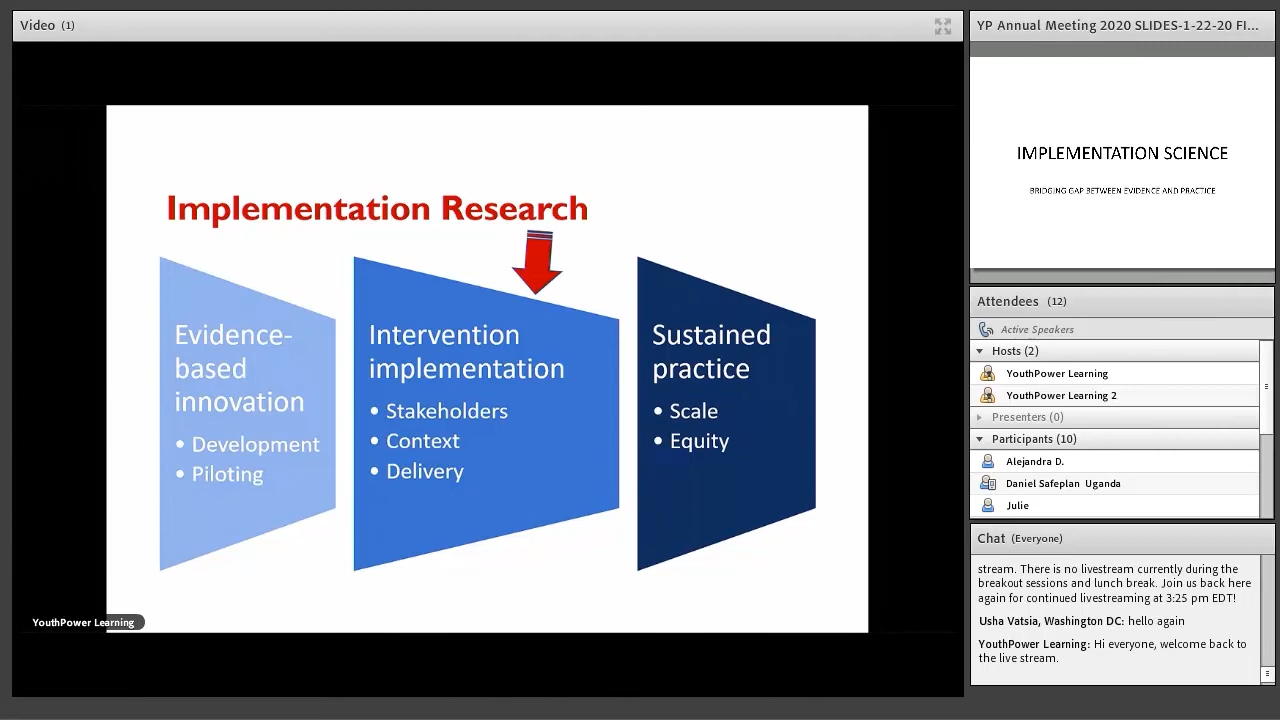 Video (1)
Implementation Research
Evidence-
based
innovation
• Development
• Piloting
Intervention
implementation
• Stakeholders
• Context
• Delivery
Sustained
practice
• Scale
• Equity
YouthPower Learning
YP Annual Meeting 2020 SLIDES-1-22-20 FI...
IMPLEMENTATION SCIENCE
BRIDGING GAP BETWEEN EVIDENCE AND PRACTICE
Attendees (12)
Active Speakers
Hosts (2)
YouthPower Learning
YouthPower Learning 2
Presenters (0)
Participants (10)
Alejandra D.
Daniel Safeplan Uganda
Julie
Chat (Everyone)
stream. There is no livestream currently during the
breakout sessions and lunch break. Join us back here
again for continued livestreaming at 3:25 pm EDT!
Usha Vatsia, Washington DC: hello again
YouthPower Learning: Hi everyone, welcome back to
the live stream.